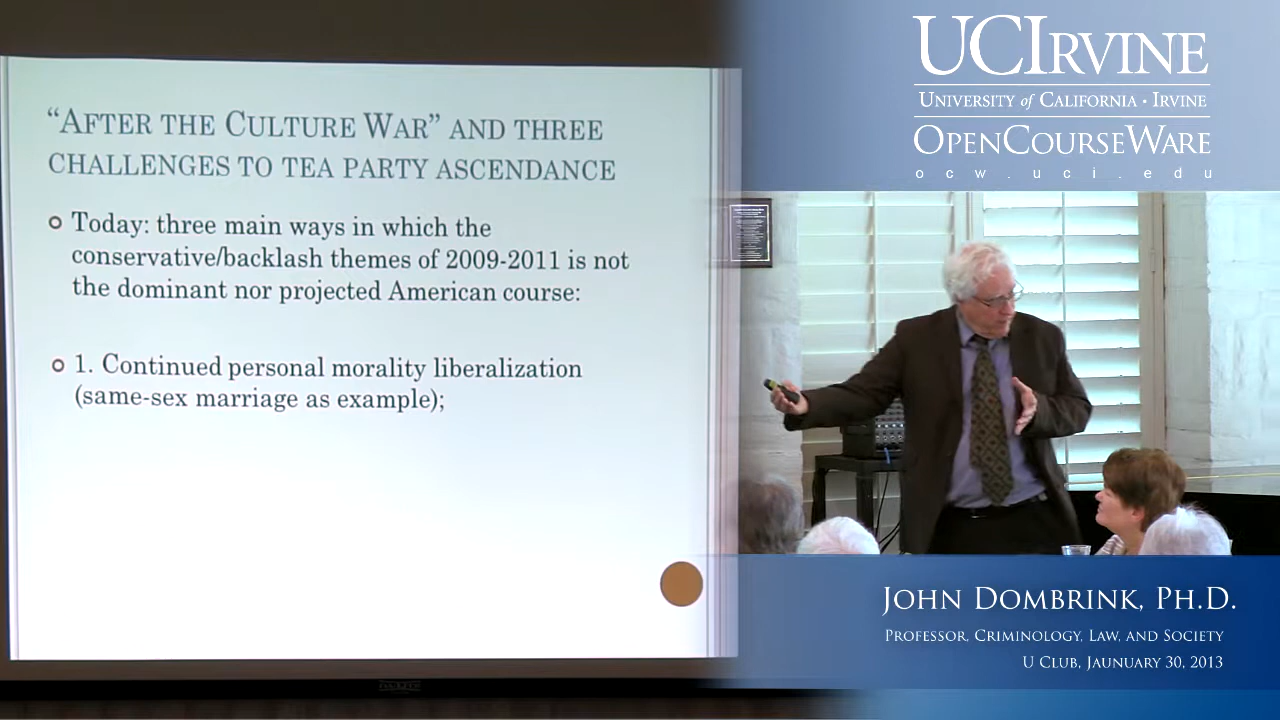 “AFTER THE CULTURE WAR” AND THREE
CHALLENGES TO TEA PARTY ASCENDANCE
Today: three main ways in which the
conservative/backlash themes of 2009-2011 is not
the dominant nor projected American course:
1. Continued personal morality liberalization
(same-sex marriage as example);
UCIRVINE
UNIVERSITY of CALIFORNIA · IRVINE
OPENCOURSEWARE
ocw.uci.edu
JOHN DOMBRINK, PH.D.
PROFESSOR, CRIMINOLOGY, LAW, AND SOCIETY
U CLUB, JAUNUARY 30, 2013